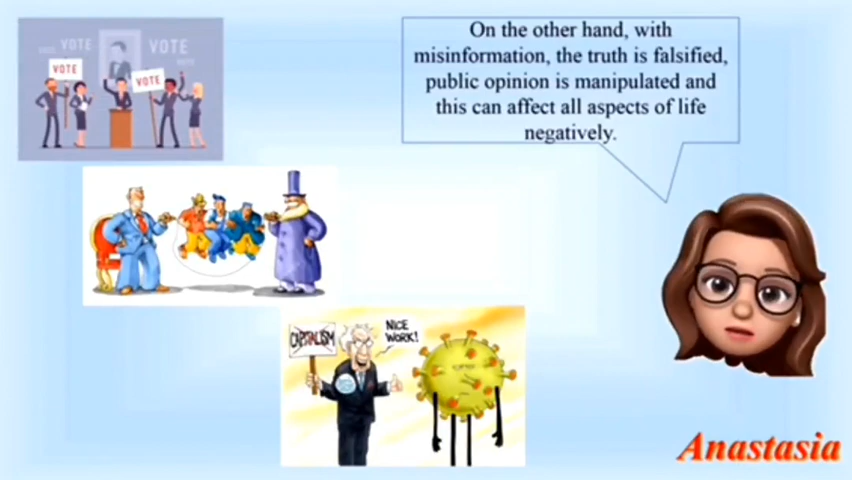 VOTE
VOTE
VOTE
VOTE
On the other hand, with
misinformation, the truth is falsified,
public opinion is manipulated and
this can affect all aspects of life
negatively.
CAPITALISM
NICE
WORK!
Anastasia